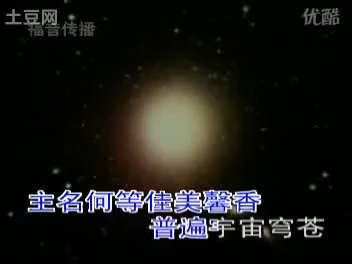 土豆网
优酷
福音传播
主名何等佳美馨香
普遍宇宙穹苍